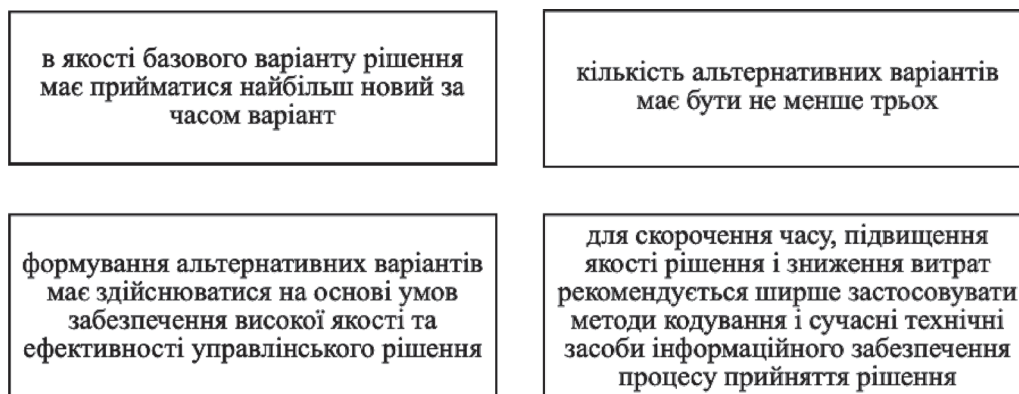 в якості базового варіанту рішення
має прийматися найбільш новий за
часом варіант
кількість альтернативних варіантів
має бути не менше трьох
формування альтернативних варіантів
має здійснюватися на основі умов
забезпечення високої якості та
ефективності управлінського рішення
для скорочення часу, підвищення
якості рішення і зниження витрат
рекомендується ширше застосовувати
методи кодування і сучасні технічні
засоби інформаційного забезпечення
процесу прийняття рішення